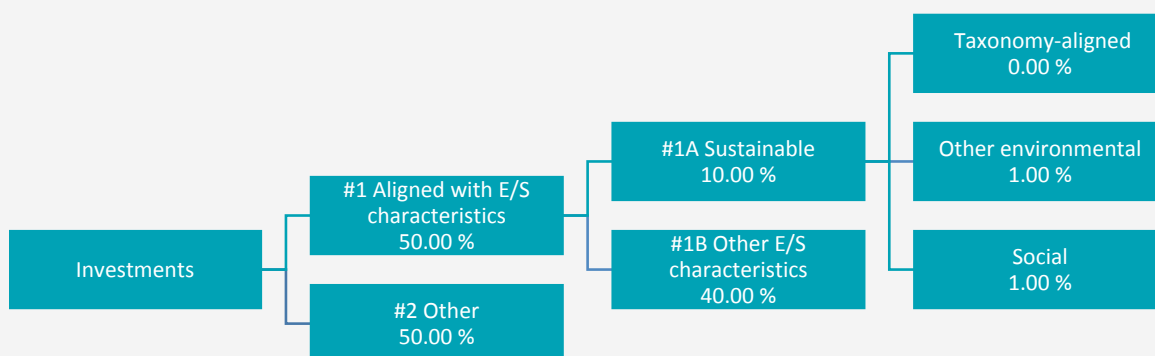 Investments
#1 Aligned with E/S
characteristics
50.00 %
#2 Other
50.00 %
#1A Sustainable
10.00 %
#1B Other E/S
characteristics
40.00 %
Taxonomy-aligned
0.00 %
Other environmental
1.00 %
Social
1.00 %